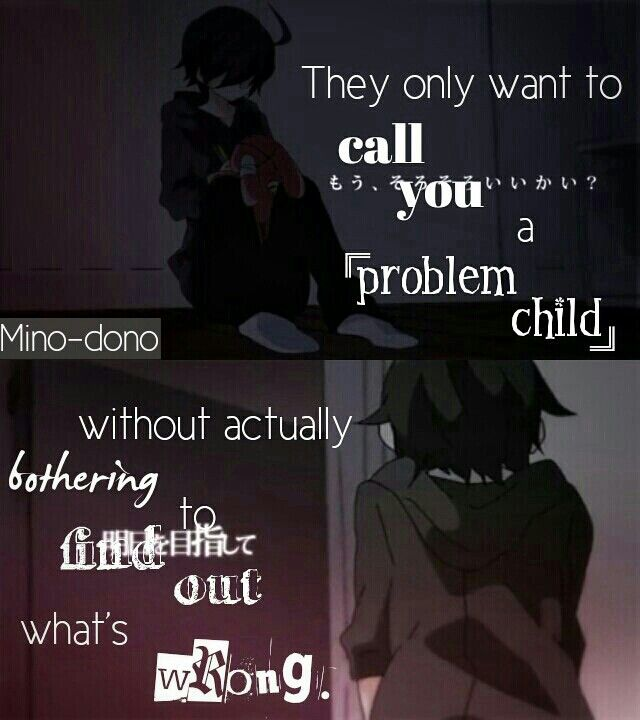 They only want to
call
もう、そろそろいいかい？
you
a
『problem
child』
Mino-dono
without actually
bothering
to
明日を目指して
find
out
what's
wRong.